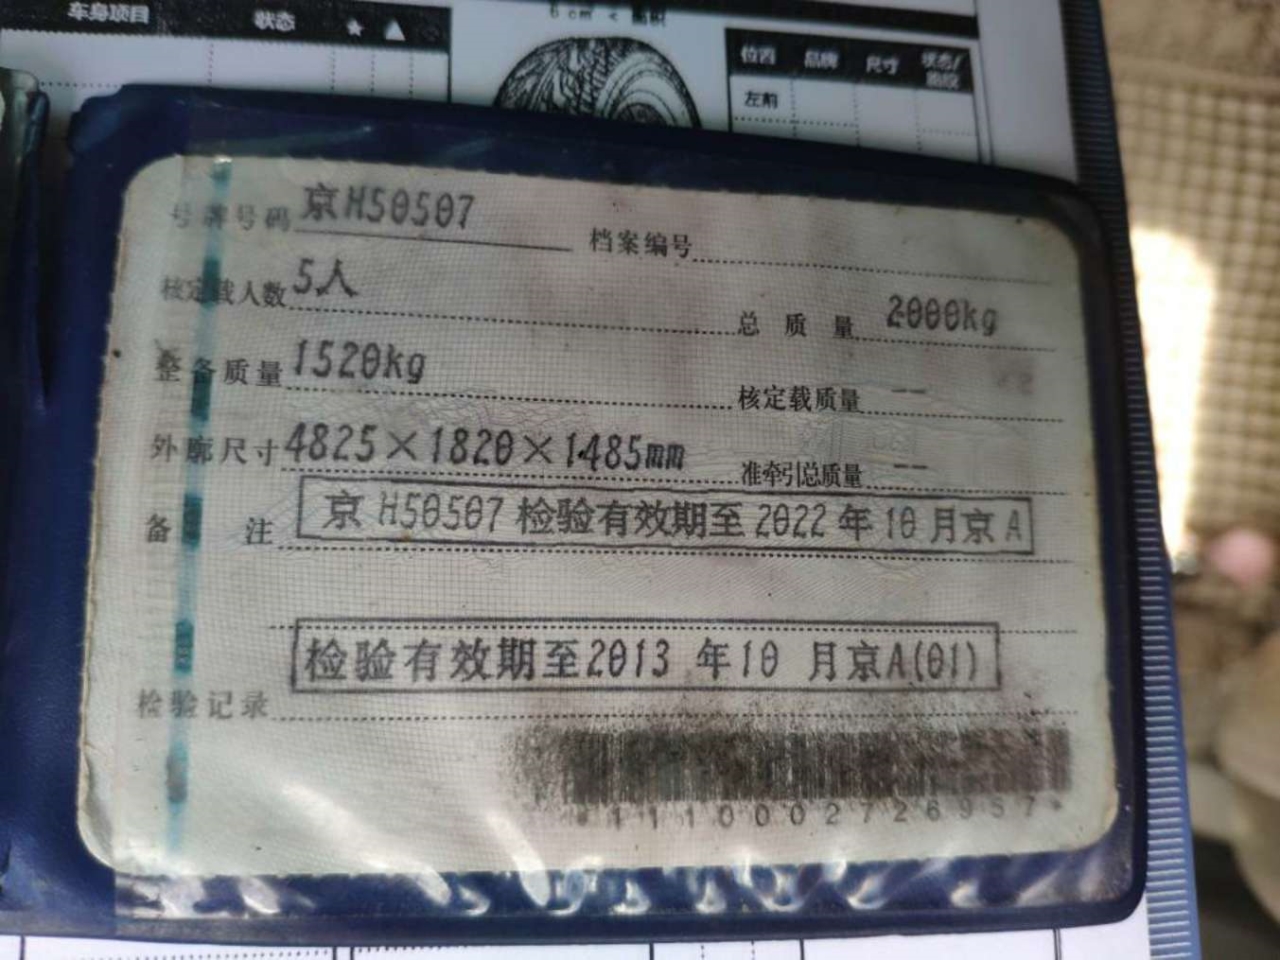 车身项目 状态 ★ ▲
位置 品牌 尺寸 状态/
左前
号牌号码 京H50507 档案编号
核定载人数 5人 总质量 2000kg
整备质量 1520kg 核定载质量 --
外廓尺寸 4825×1820×1485mm 准牵引总质量 --
备注 京H50507检验有效期至2022年10月京A
检验有效期至2013年10月京A(01)
检验记录
*1110002726957*